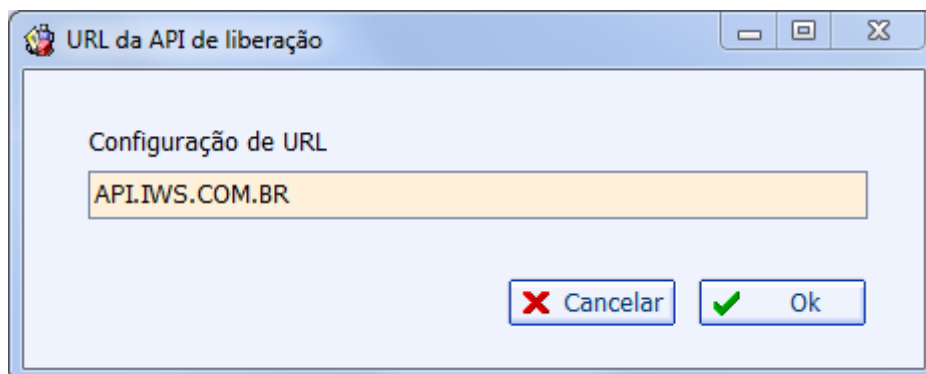 URL da API de liberação
Configuração de URL
API.IWS.COM.BR
Cancelar Ok